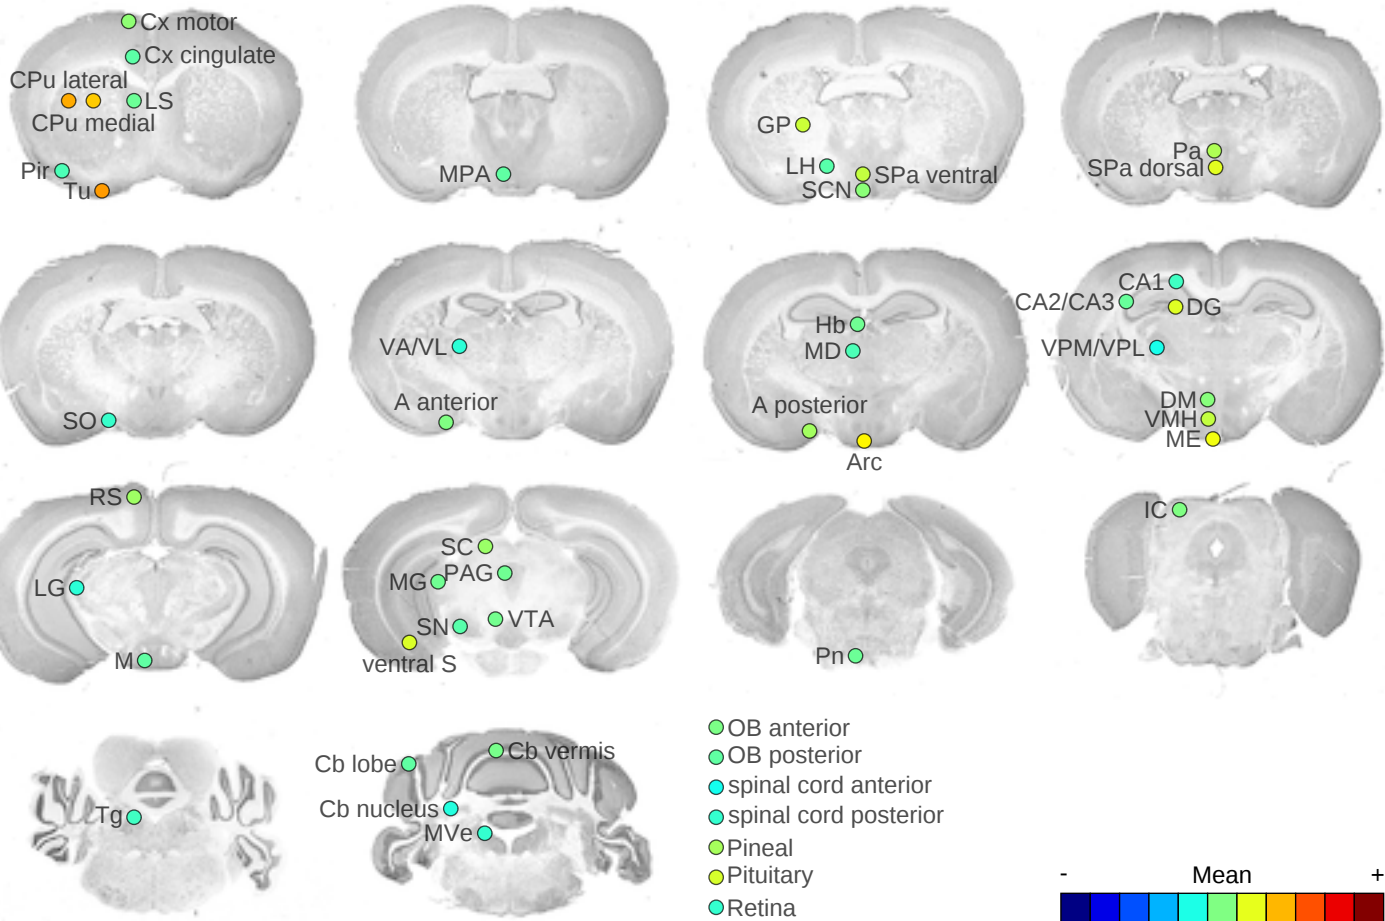 Cx motor
Cx cingulate
CPu lateral
LS
CPu medial
Pir
Tu
MPA
GP
LH
SPa ventral
SCN
Pa
SPa dorsal
SO
VA/VL
A anterior
Hb
MD
A posterior
Arc
CA1
CA2/CA3
DG
VPM/VPL
DM
VMH
ME
RS
LG
M
SC
MG
PAG
SN
VTA
ventral S
Pn
IC
Tg
Cb lobe
Cb vermis
Cb nucleus
MVe
OB anterior
OB posterior
spinal cord anterior
spinal cord posterior
Pineal
Pituitary
Retina
- Mean +